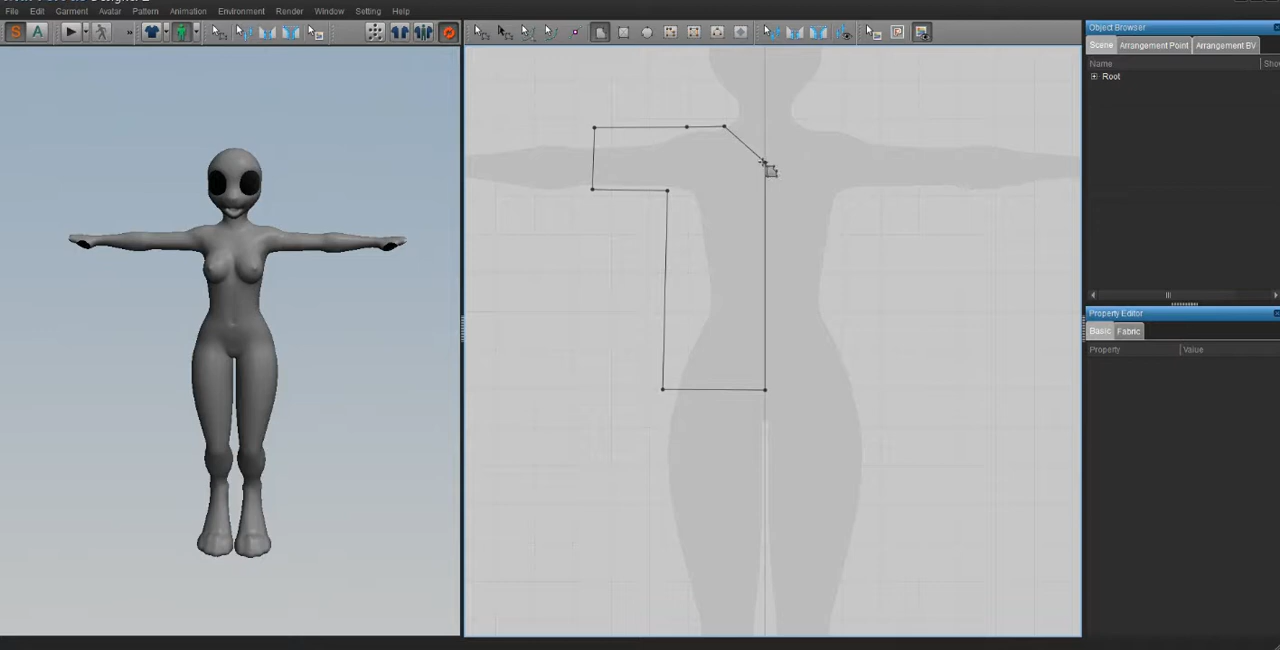 File Edit Garment Avatar Pattern Animation Environment Render Window Setting Help
S A
Object Browser
Scene Arrangement Point Arrangement BV
Name Sho
Root
Property Editor
Basic Fabric
Property Value